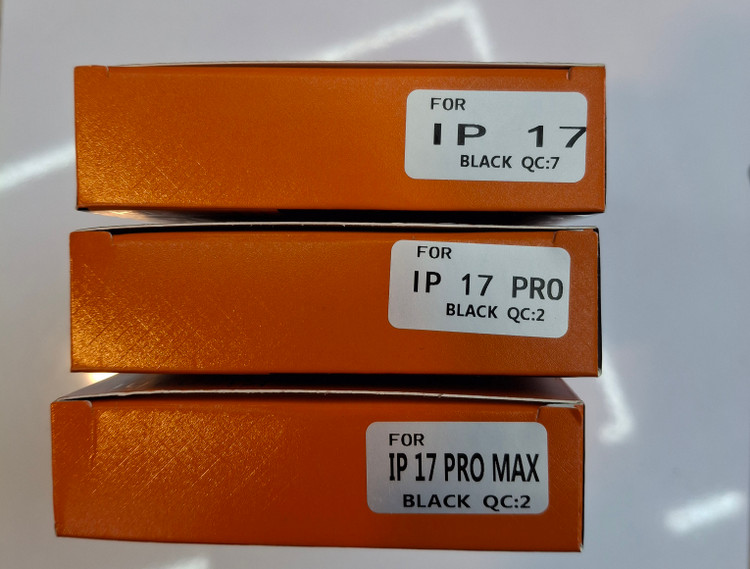 FOR
IP 17
BLACK QC:7
FOR
IP 17 PRO
BLACK QC:2
FOR
IP 17 PRO MAX
BLACK QC:2